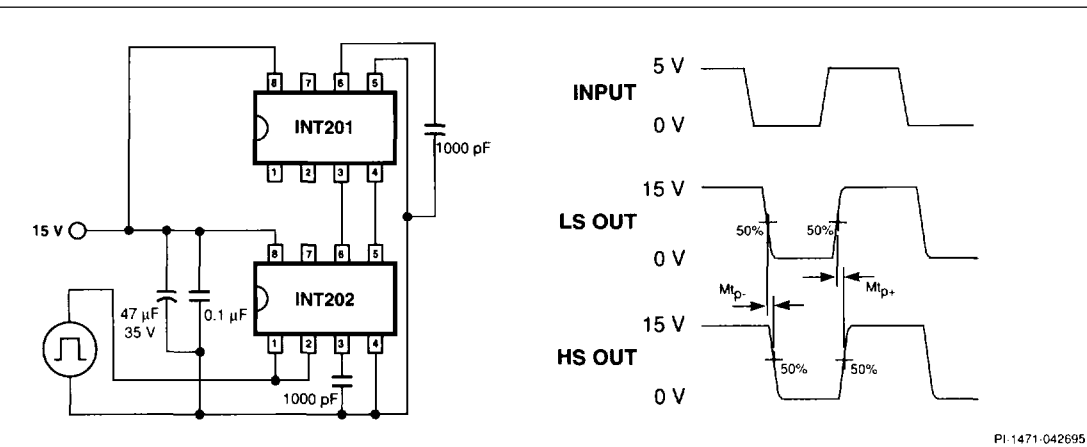 8 7 6 5
INT201
1 2 3 4
1000 pF
15 V
8 7 6 5
INT202
1 2 3 4
47 µF
35 V
0.1 µF
1000 pF
INPUT
5 V
0 V
LS OUT
15 V
50%
50%
0 V
Mtp-
Mtp+
HS OUT
15 V
50%
50%
0 V
PI-1471-042695